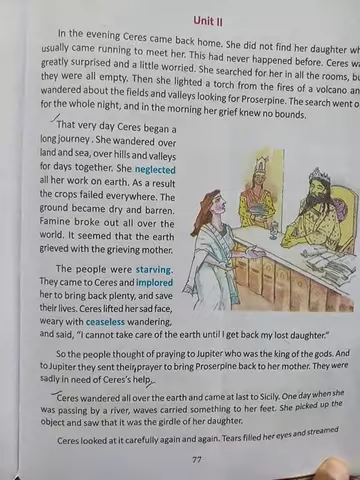 Unit II
In the evening Ceres came back home. She did not find her daughter
usually came running to meet her. This had never happened before. Ceres
greatly surprised and a little worried. She searched for her in all the rooms,
they were all empty. Then she lighted a torch from the fires of a volcano
wandered about the fields and valleys looking for Proserpine. The search went
for the whole night, and in the morning her grief knew no bounds.
That very day Ceres began a
long journey. She wandered over
land and sea, over hills and valleys
for days together. She neglected
all her work on earth. As a result
the crops failed everywhere. The
ground became dry and barren.
Famine broke out all over the
world. It seemed that the earth
grieved with the grieving mother.
The people were starving.
They came to Ceres and implored
her to bring back plenty, and save
their lives. Ceres lifted her sad face,
weary with ceaseless wandering,
and said, "I cannot take care of the earth until I get back my lost daughter."
So the people thought of praying to Jupiter who was the king of the gods. And
to Jupiter they sent their prayer to bring Proserpine back to her mother. They were
sadly in need of Ceres's help.
Ceres wandered all over the earth and came at last to Sicily. One day when she
was passing by a river, waves carried something to her feet. She picked up the
object and saw that it was the girdle of her daughter.
Ceres looked at it carefully again and again. Tears filled her eyes and streamed
77